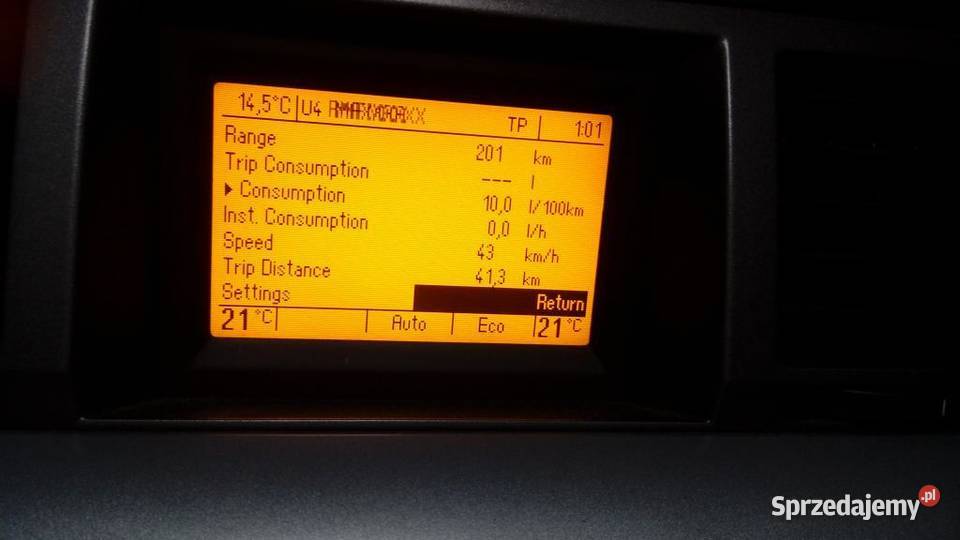 14,5°C U4 TP 1:01
Range 201 km
Trip Consumption --- l
Consumption 10,0 l/100km
Inst. Consumption 0,0 l/h
Speed 43 km/h
Trip Distance 41,3 km
Settings Return
21°C Auto Eco 21°C
Sprzedajemy.pl